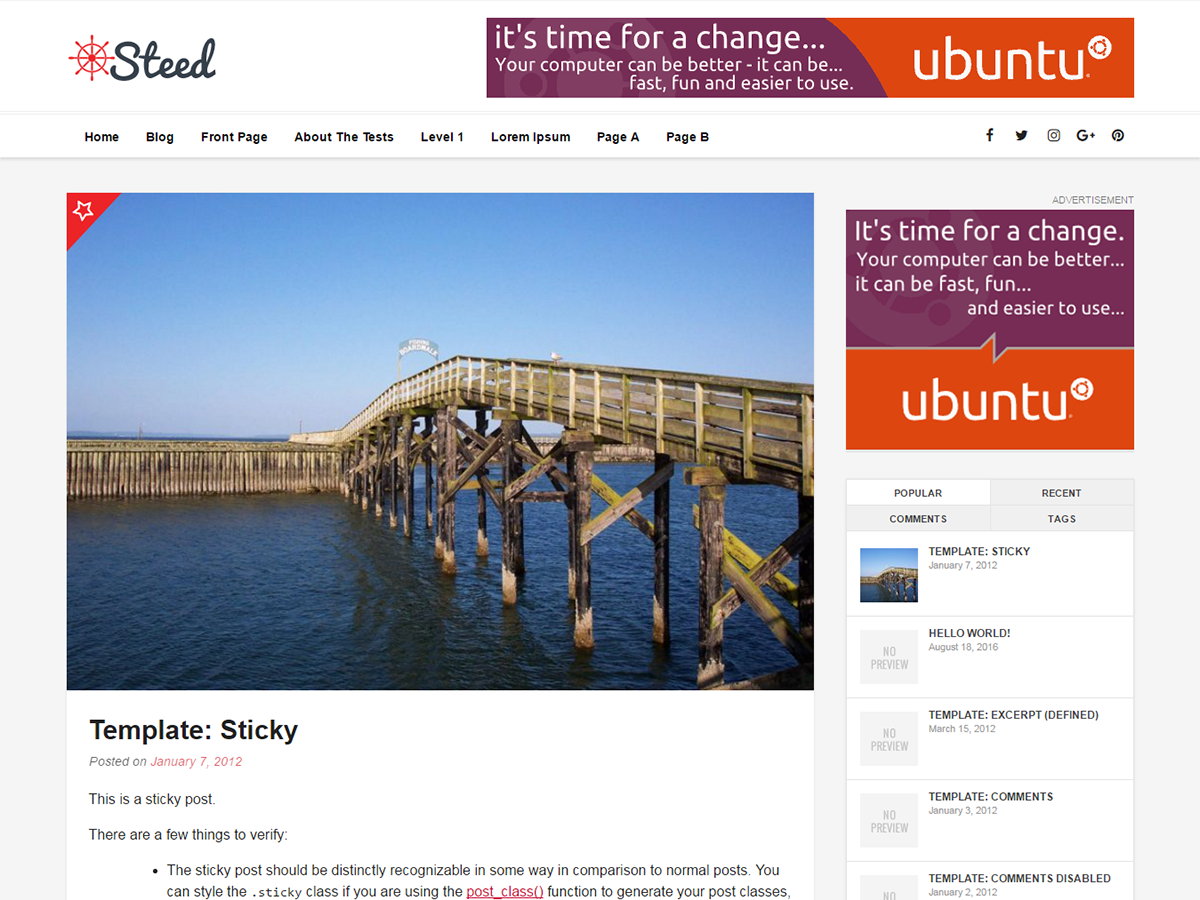 Steed
it's time for a change...
Your computer can be better - it can be...
fast, fun and easier to use.
ubuntu
Home Blog Front Page About The Tests Level 1 Lorem Ipsum Page A Page B
ADVERTISEMENT
It's time for a change.
Your computer can be better...
it can be fast, fun...
and easier to use...
ubuntu
FISHING
BOARDWALK
Template: Sticky
Posted on January 7, 2012
This is a sticky post.
There are a few things to verify:
• The sticky post should be distinctly recognizable in some way in comparison to normal posts. You
can style the .sticky class if you are using the post_class() function to generate your post classes,
POPULAR RECENT
COMMENTS TAGS
TEMPLATE: STICKY
January 7, 2012
NO
PREVIEW
HELLO WORLD!
August 18, 2016
NO
PREVIEW
TEMPLATE: EXCERPT (DEFINED)
March 15, 2012
NO
PREVIEW
TEMPLATE: COMMENTS
January 3, 2012
NO
TEMPLATE: COMMENTS DISABLED
January 2, 2012